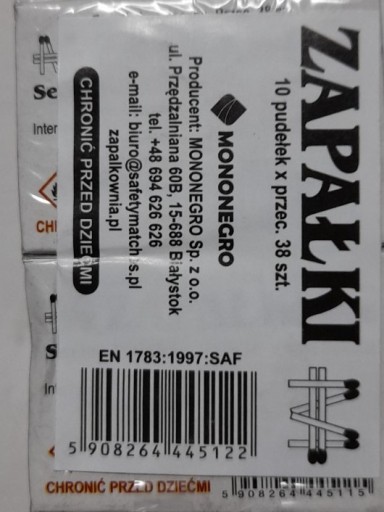 ZAPAŁKI
10 pudełek x przec. 38 szt.
MONONEGRO
Producent: MONONEGRO Sp. z o.o.
ul. Przędzalniana 60B, 15-688 Białystok
tel. +48 694 626 626
e-mail: biuro@safetymatches.pl
zapalkownia.pl
CHRONIĆ PRZED DZIEĆMI
EN 1783:1997:SAF
5 908264 445122
CHRONIĆ PRZED DZIEĆMI
5 908264 445115